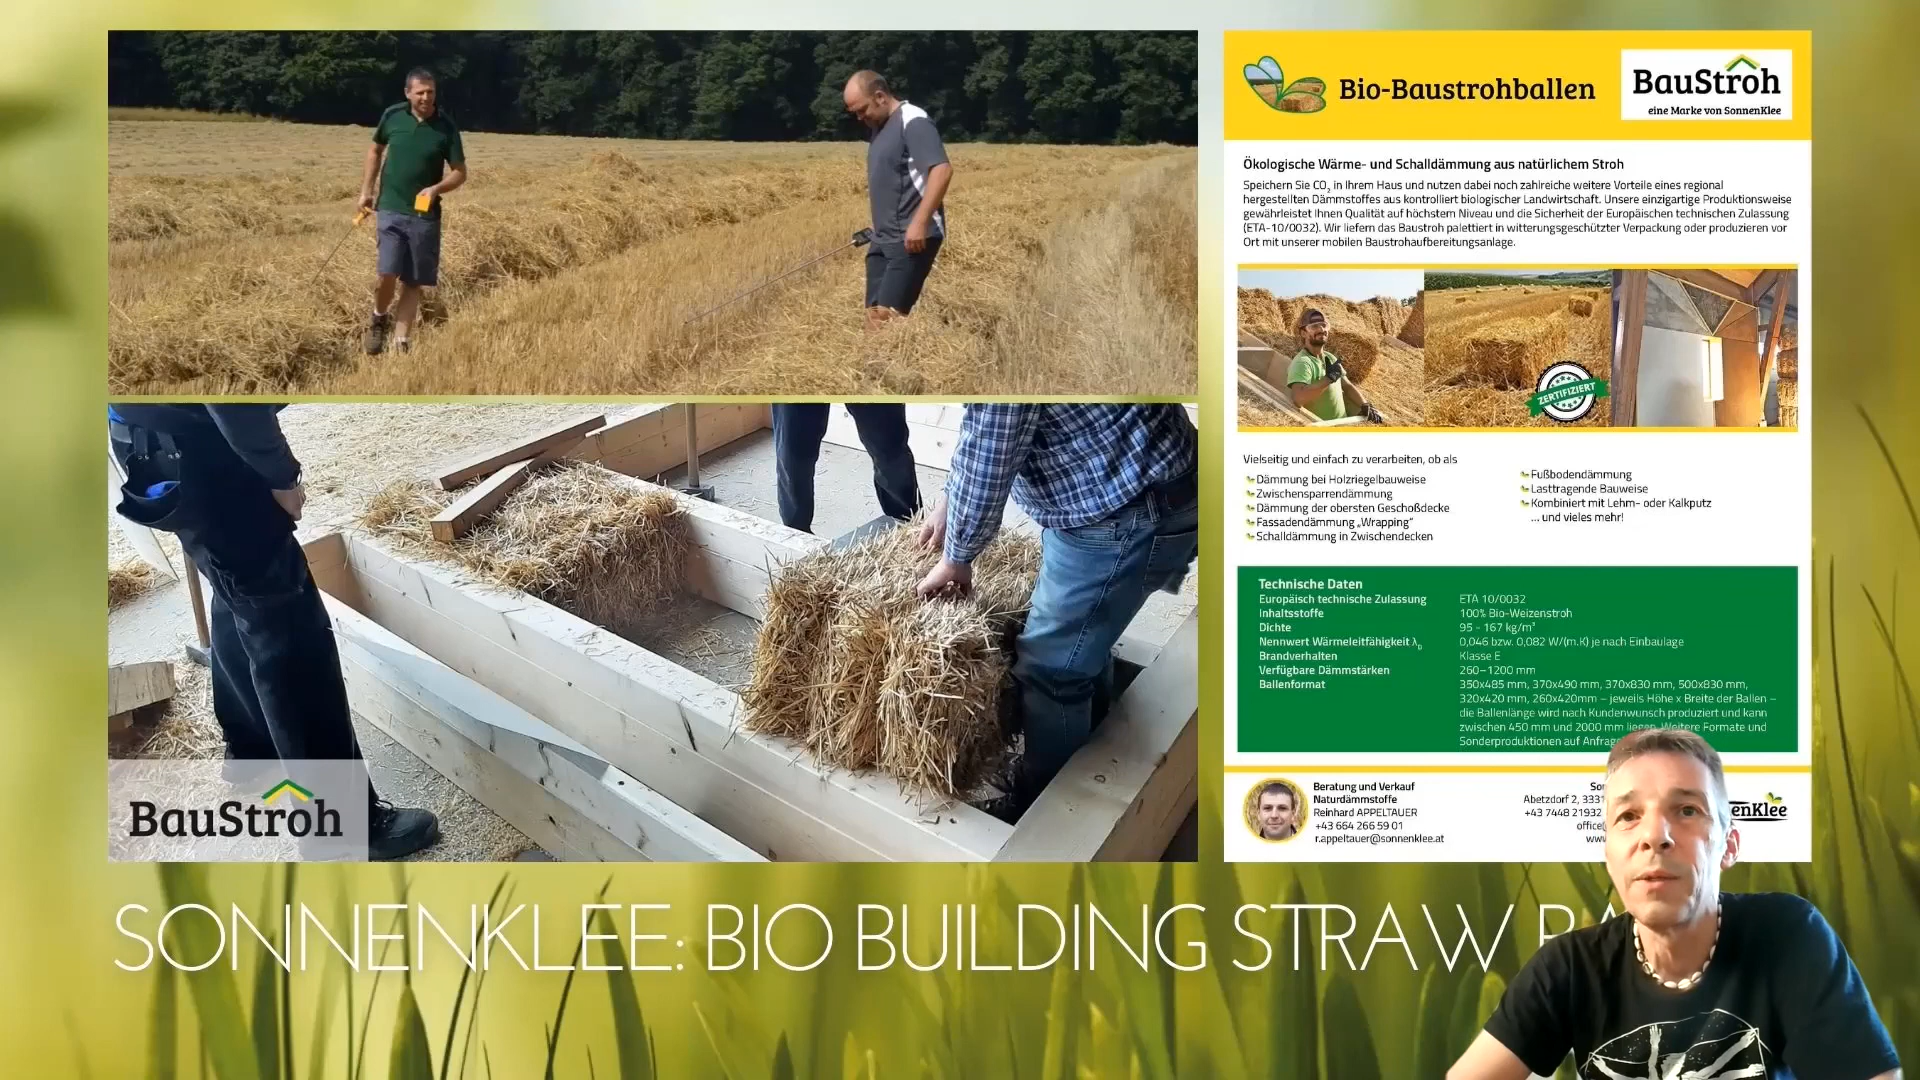 BauStroh
Bio-Baustrohballen
BauStroh
eine Marke von SonnenKlee
Ökologische Wärme- und Schalldämmung aus natürlichem Stroh
Speichern Sie CO₂ in Ihrem Haus und nutzen dabei noch zahlreiche weitere Vorteile eines regional
hergestellten Dämmstoffes aus kontrolliert biologischer Landwirtschaft. Unsere einzigartige Produktionsweise
gewährleistet Ihnen Qualität auf höchstem Niveau und die Sicherheit der Europäischen technischen Zulassung
(ETA-10/0032). Wir liefern das Baustroh palettiert in witterungsgeschützter Verpackung oder produzieren vor
Ort mit unserer mobilen Baustrohaufbereitungsanlage.
ZERTIFIZIERT
Vielseitig und einfach zu verarbeiten, ob als
Dämmung bei Holzriegelbauweise
Zwischensparrendämmung
Dämmung der obersten Geschoßdecke
Fassadendämmung „Wrapping“
Schalldämmung in Zwischendecken
Fußbodendämmung
Lasttragende Bauweise
Kombiniert mit Lehm- oder Kalkputz
... und vieles mehr!
Technische Daten
Europäisch technische Zulassung ETA 10/0032
Inhaltsstoffe 100% Bio-Weizenstroh
Dichte 95 - 167 kg/m³
Nennwert Wärmeleitfähigkeit λD 0,046 bzw. 0,082 W/(m.K) je nach Einbaulage
Brandverhalten Klasse E
Verfügbare Dämmstärken 260–1200 mm
Ballenformat 350x485 mm, 370x490 mm, 370x830 mm, 500x830 mm,
320x420 mm, 260x420mm – jeweils Höhe x Breite der Ballen –
die Ballenlänge wird nach Kundenwunsch produziert und kann
zwischen 450 mm und 2000 mm liegen. Weitere Formate und
Sonderproduktionen auf Anfrag
Beratung und Verkauf
Naturdämmstoffe
Reinhard APPELTAUER
+43 664 266 59 01
r.appeltauer@sonnenklee.at
Son
Abetzdorf 2, 3331
+43 7448 21932
office@
www
enKlee
SONNENKLEE: BIO BUILDING STRAW BA